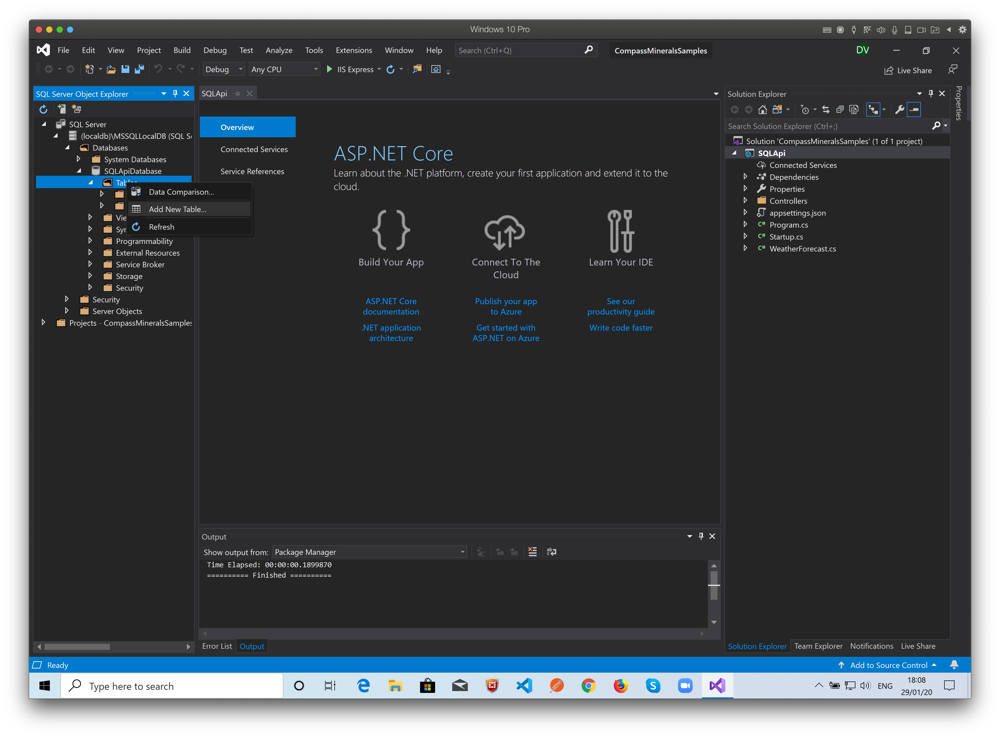 Windows 10 Pro
File Edit View Project Build Debug Test Analyze Tools Extensions Window Help Search (Ctrl+Q) CompassMineralsSamples DV
Debug Any CPU IIS Express Live Share
SQL Server Object Explorer
SQL Server
(localdb)\MSSQLLocalDB (SQL
Databases
System Databases
SQLApiDatabase
Programmability
External Resources
Service Broker
Storage
Security
Security
Server Objects
Projects - CompassMineralsSamples
Data Comparison...
Add New Table...
Refresh
SQLApi
Overview
Connected Services
Service References
ASP.NET Core
Learn about the .NET platform, create your first application and extend it to the
cloud.
Build Your App
ASP.NET Core
documentation
.NET application
architecture
Connect To The
Cloud
Publish your app
to Azure
Get started with
ASP.NET on Azure
Learn Your IDE
See our
productivity guide
Write code faster
Output
Show output from: Package Manager
Time Elapsed: 00:00:00.1899870
========== Finished ==========
Error List Output
Solution Explorer
Search Solution Explorer (Ctrl+;)
Solution 'CompassMineralsSamples' (1 of 1 project)
SQLApi
Connected Services
Dependencies
Properties
Controllers
appsettings.json
C# Program.cs
C# Startup.cs
C# WeatherForecast.cs
Solution Explorer Team Explorer Notifications Live Share
Properties
Ready Add to Source Control
Type here to search ENG 18:08
29/01/20